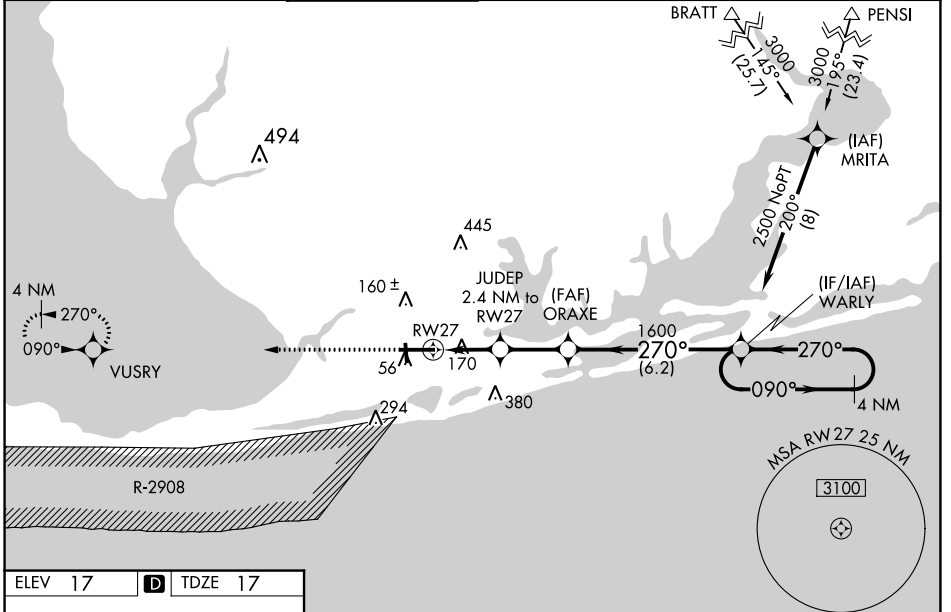 BRATT
PENSI
3000
145°
(25.7)
3000
195°
(23.4)
494
(IAF)
MRITA
2500 NoPT
200°
(8)
445
4 NM
270°
090°
VUSRY
160 ±
JUDEP
2.4 NM to
RW27
(FAF)
ORAXE
(IF/IAF)
WARLY
RW27
56
170
1600
270°
(6.2)
270°
090°
4 NM
294
380
R-2908
MSA RW27 25 NM
3100
ELEV 17 D TDZE 17